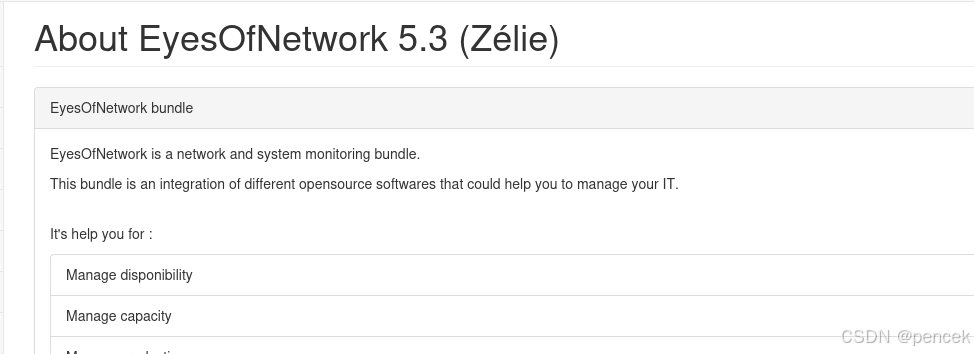 About EyesOfNetwork 5.3 (Zélie)
EyesOfNetwork bundle
EyesOfNetwork is a network and system monitoring bundle.
This bundle is an integration of different opensource softwares that could help you to manage your IT.
It's help you for :
Manage disponibility
Manage capacity
CSDN @pencek